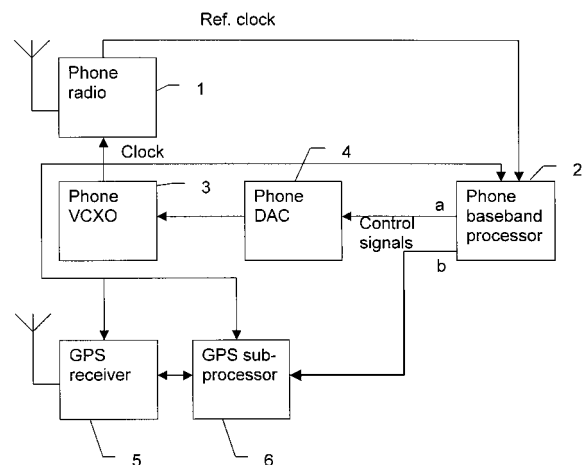 Ref. clock
Phone
radio
1
Clock
4
2
3
Phone
VCXO
Phone
DAC
a
Control
signals
b
Phone
baseband
processor
GPS
receiver
GPS sub-
processor
5
6